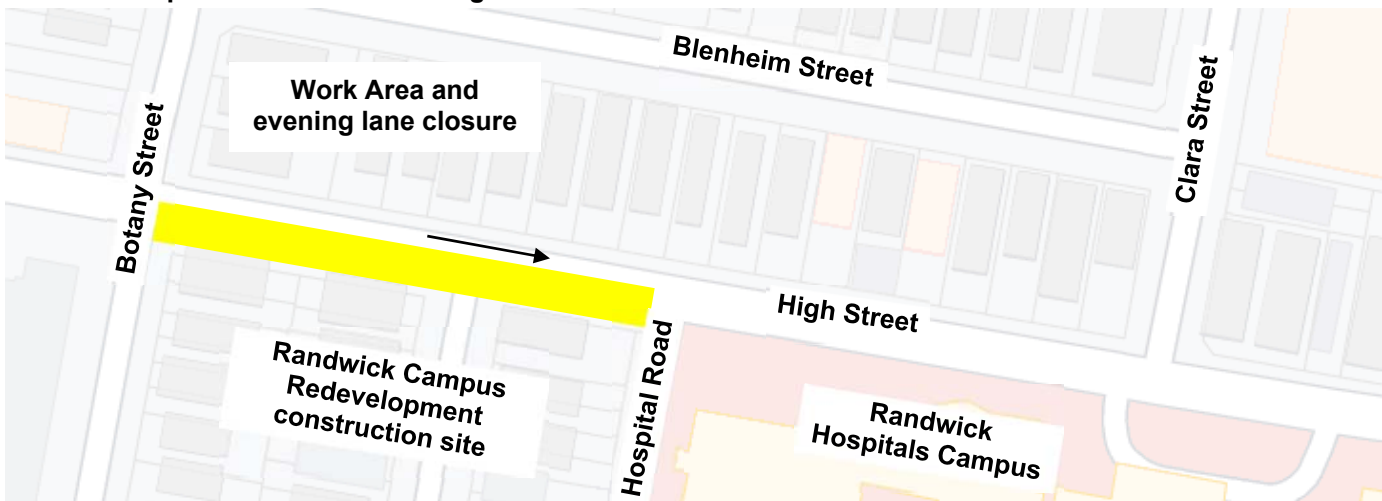 Blenheim Street
Work Area and
evening lane closure
Clara Street
Botany Street
High Street
Randwick Campus
Redevelopment
construction site
Hospital Road
Randwick
Hospitals Campus